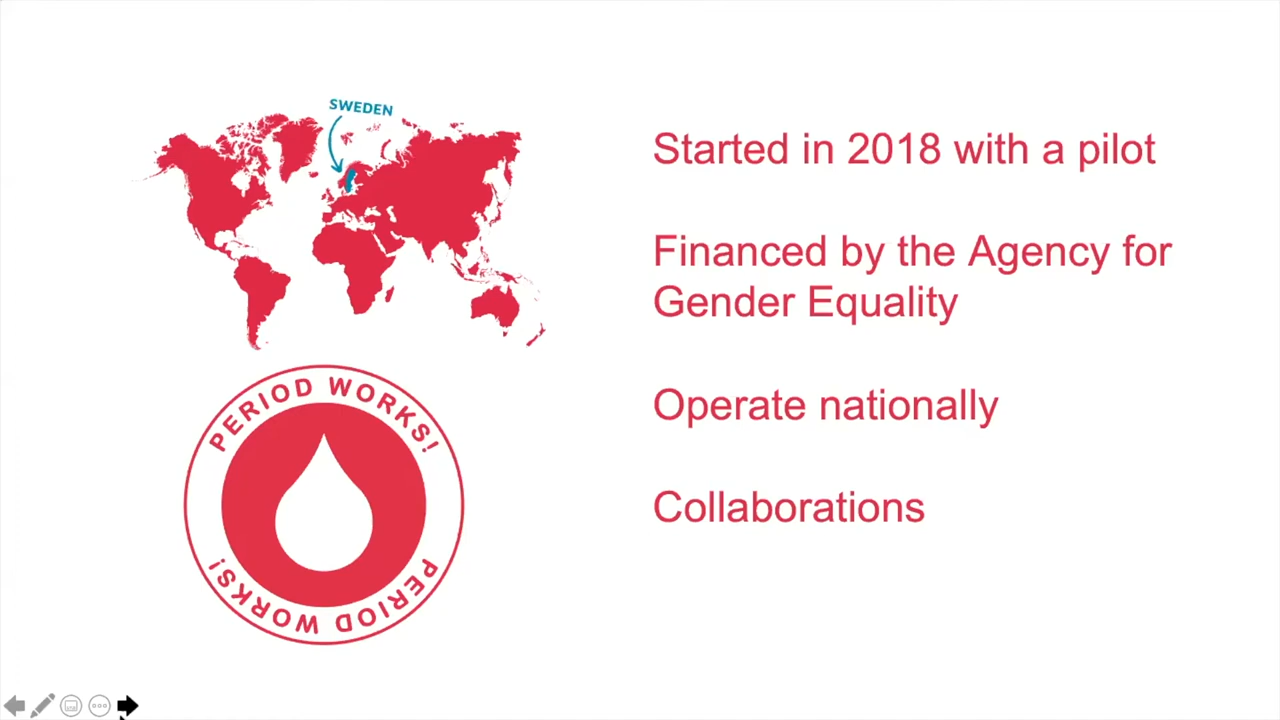 SWEDEN
Started in 2018 with a pilot
Financed by the Agency for
Gender Equality
Operate nationally
Collaborations
PERIOD WORKS!
PERIOD WORKS!